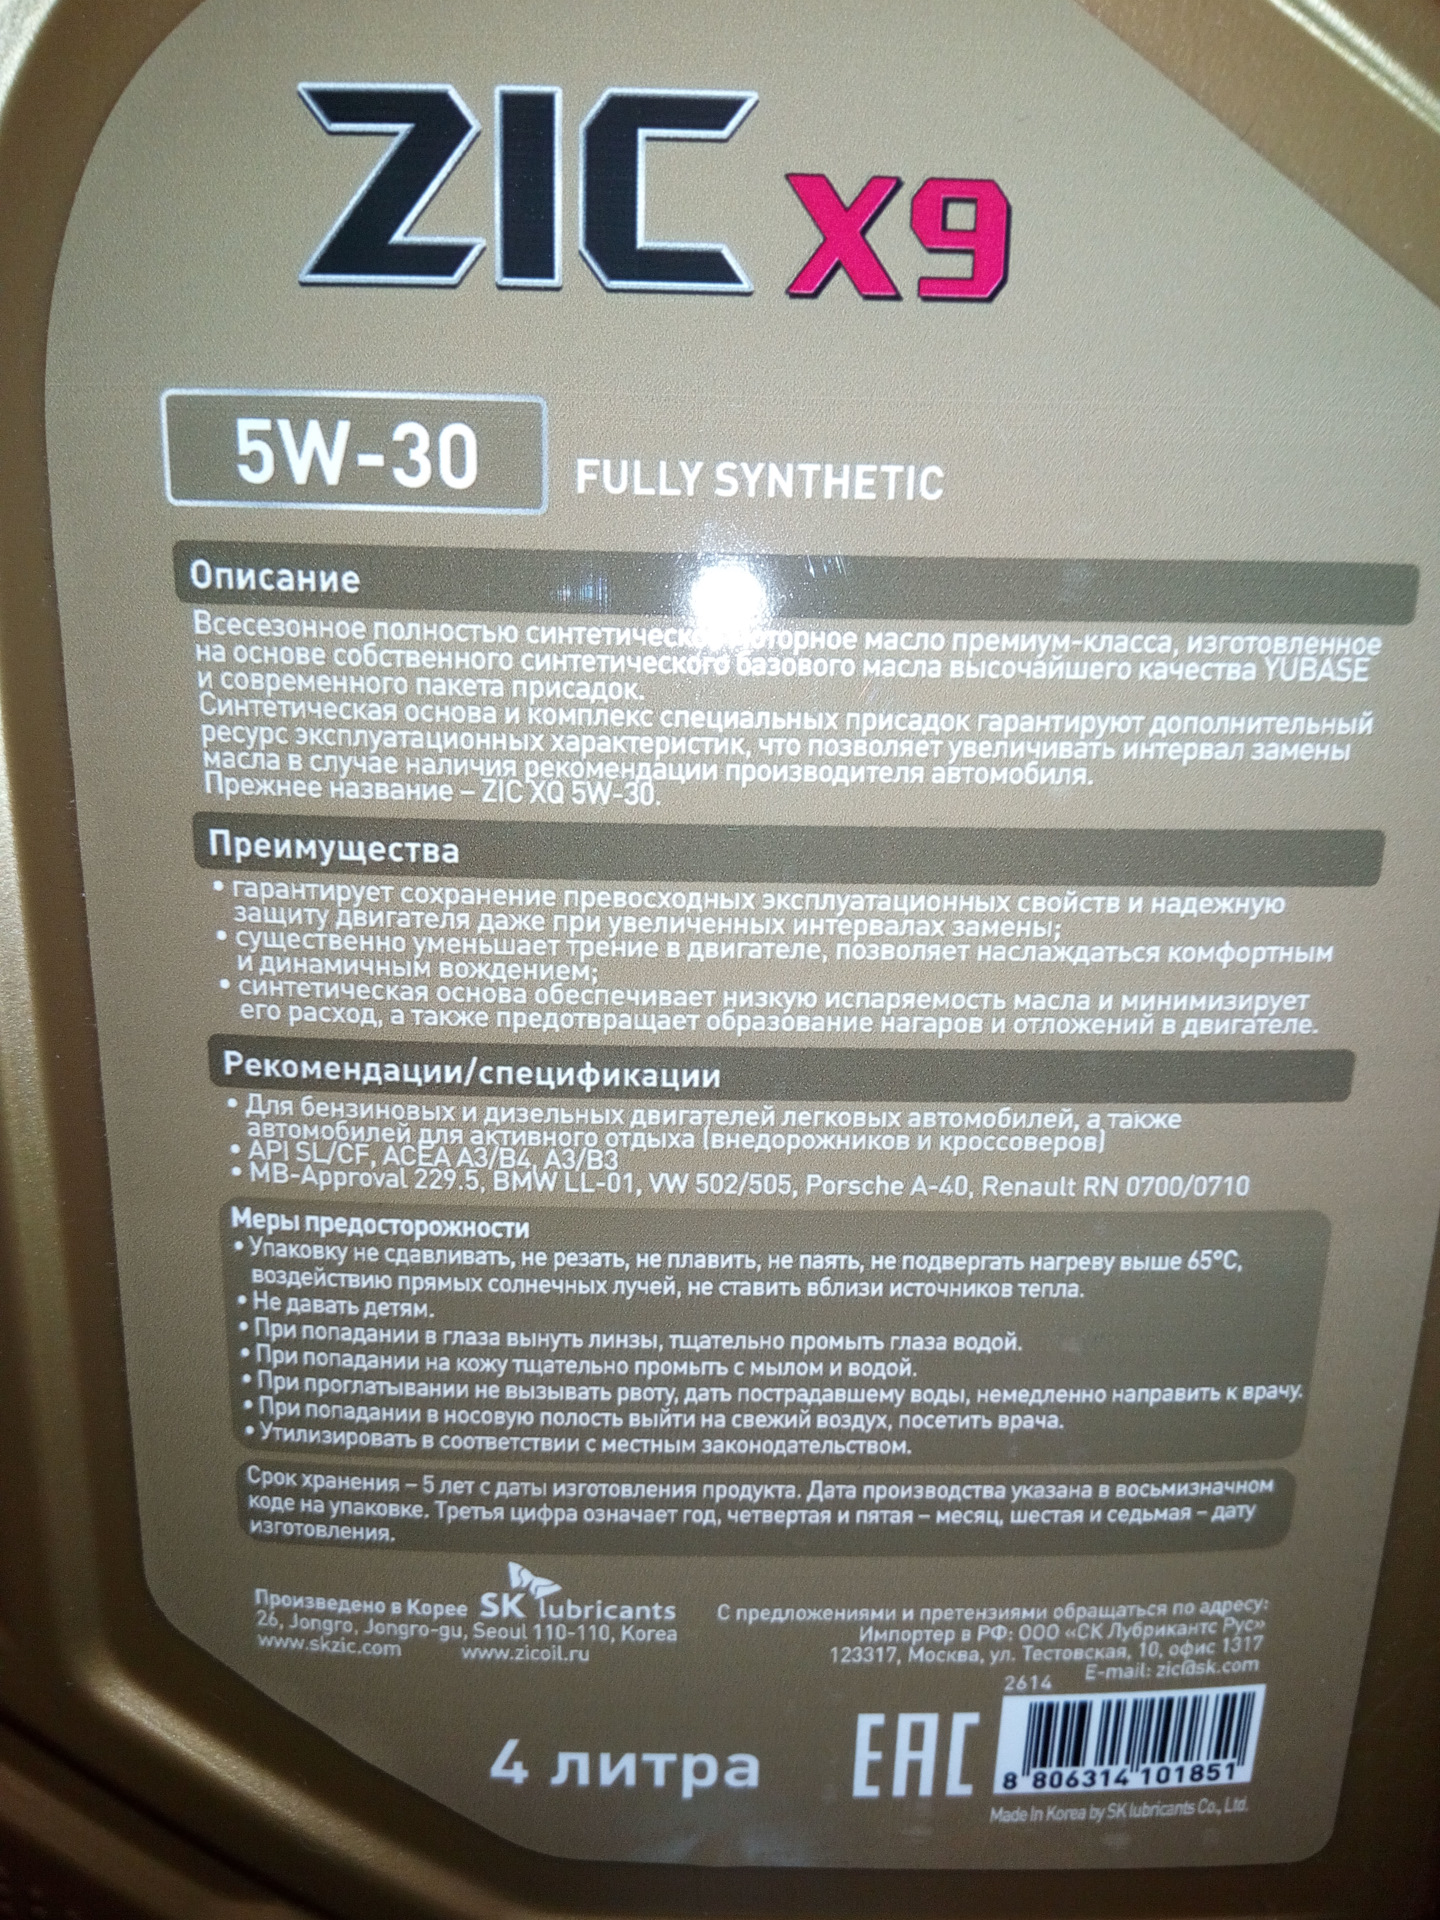 ZIC X9
5W-30
FULLY SYNTHETIC
Описание
Всесезонное полностью синтетическое моторное масло премиум-класса, изготовленное
на основе собственного синтетического базового масла высочайшего качества YUBASE
и современного пакета присадок.
Синтетическая основа и комплекс специальных присадок гарантируют дополнительный
ресурс эксплуатационных характеристик, что позволяет увеличивать интервал замены
масла в случае наличия рекомендации производителя автомобиля.
Прежнее название – ZIC XQ 5W-30.
Преимущества
• гарантирует сохранение превосходных эксплуатационных свойств и надежную
защиту двигателя даже при увеличенных интервалах замены;
• существенно уменьшает трение в двигателе, позволяет наслаждаться комфортным
и динамичным вождением;
• синтетическая основа обеспечивает низкую испаряемость масла и минимизирует
его расход, а также предотвращает образование нагаров и отложений в двигателе.
Рекомендации/спецификации
• Для бензиновых и дизельных двигателей легковых автомобилей, а также
автомобилей для активного отдыха (внедорожников и кроссоверов)
• API SL/CF, ACEA A3/B4, A3/B3
• MB-Approval 229.5, BMW LL-01, VW 502/505, Porsche A-40, Renault RN 0700/0710
Меры предосторожности
• Упаковку не сдавливать, не резать, не плавить, не паять, не подвергать нагреву выше 65°С,
воздействию прямых солнечных лучей, не ставить вблизи источников тепла.
• Не давать детям.
• При попадании в глаза вынуть линзы, тщательно промыть глаза водой.
• При попадании на кожу тщательно промыть с мылом и водой.
• При проглатывании не вызывать рвоту, дать пострадавшему воды, немедленно направить к врачу.
• При попадании в носовую полость выйти на свежий воздух, посетить врача.
• Утилизировать в соответствии с местным законодательством.
Срок хранения – 5 лет с даты изготовления продукта. Дата производства указана в восьмизначном
коде на упаковке. Третья цифра означает год, четвертая и пятая – месяц, шестая и седьмая – дату
изготовления.
Произведено в Корее SK lubricants
26, Jongro, Jongro-gu, Seoul 110-110, Korea
www.skzic.com www.zicoil.ru
С предложениями и претензиями обращаться по адресу:
Импортер в РФ: ООО «СК Лубрикантс Рус»
123317, Москва, ул. Тестовская, 10, офис 1317
E-mail: zic@sk.com
2614
4 литра
EAC
8 806314 101851
Made In Korea by SK lubricants Co., Ltd.